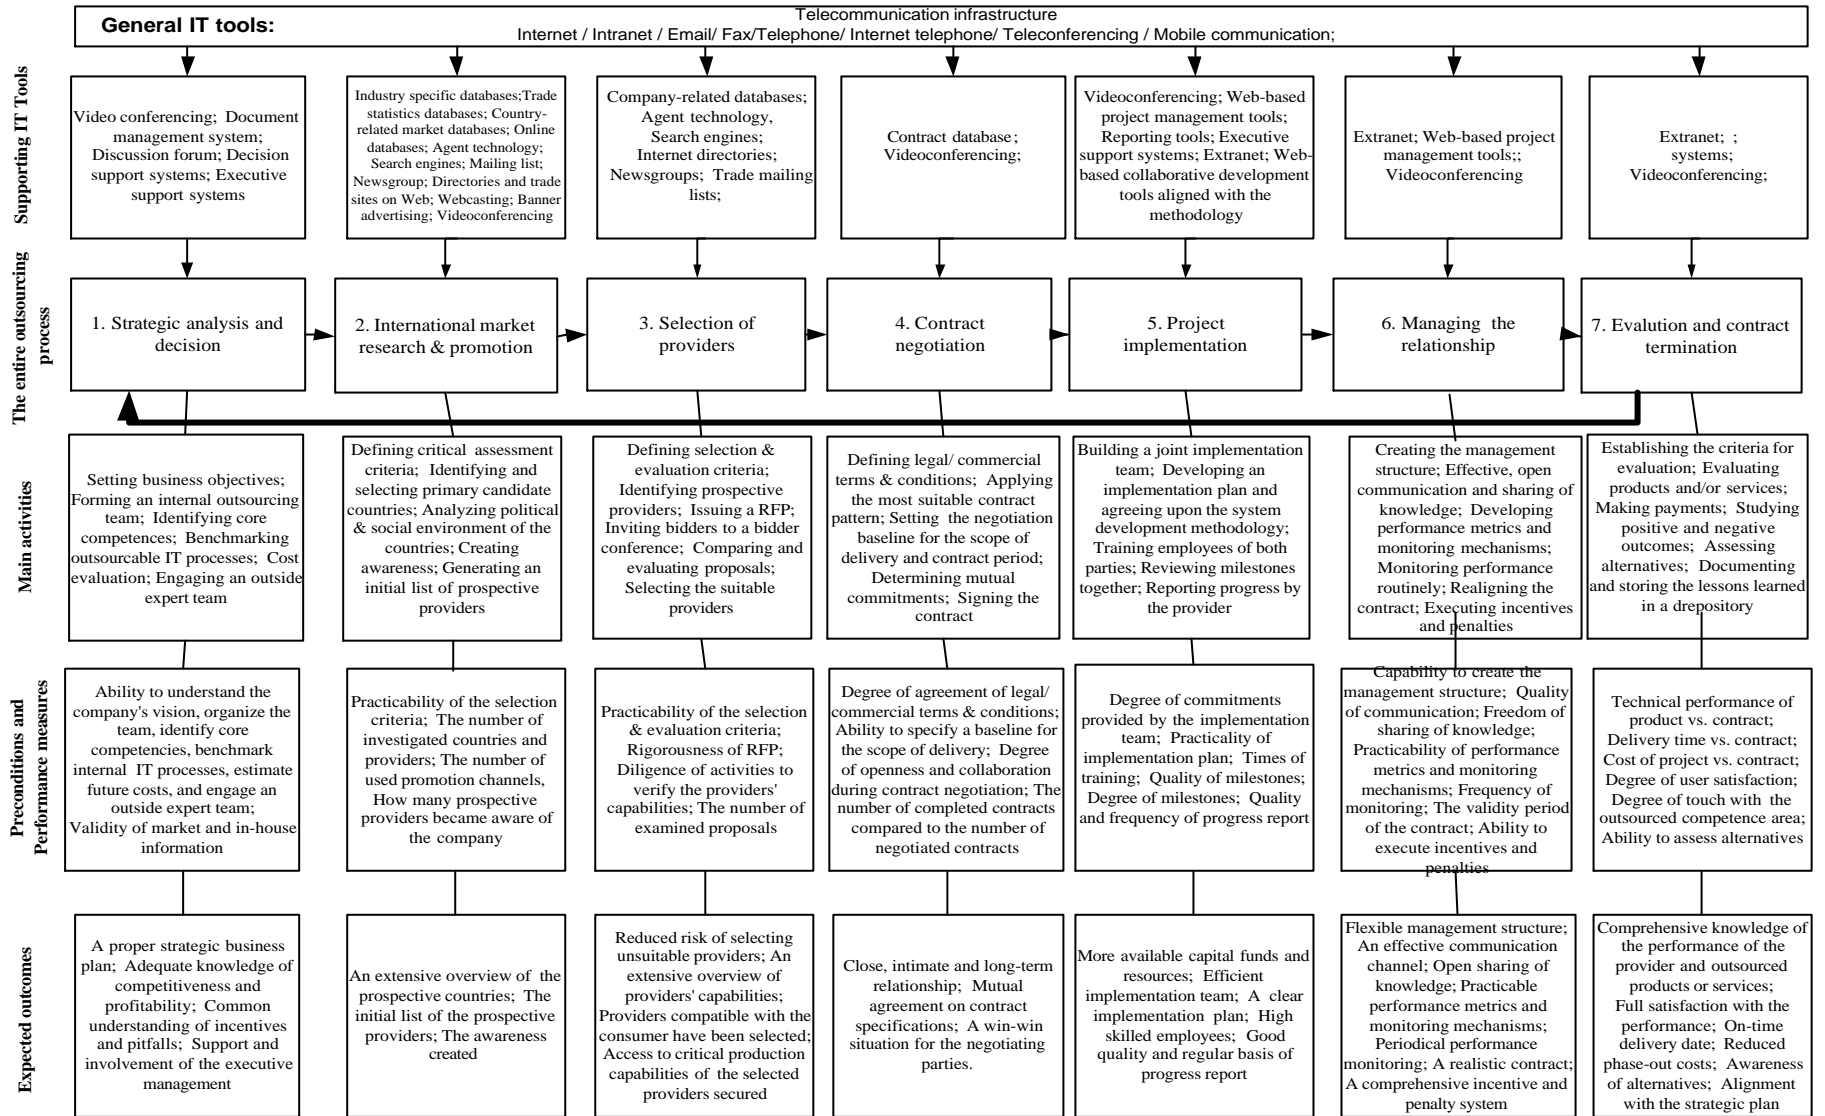 General IT tools:
Telecommunication infrastructure
Internet / Intranet / Email/ Fax/Telephone/ Internet telephone/ Teleconferencing / Mobile communication;
Supporting IT Tools
Video conferencing; Document
management system;
Discussion forum; Decision
support systems; Executive
support systems
Industry specific databases;Trade
statistics databases; Country-
related market databases; Online
databases; Agent technology;
Search engines; Mailing list;
Newsgroup; Directories and trade
sites on Web; Webcasting; Banner
advertising; Videoconferencing
Company-related databases;
Agent technology,
Search engines;
Internet directories;
Newsgroups; Trade mailing
lists;
Contract database;
Videoconferencing;
Videoconferencing; Web-based
project management tools;
Reporting tools; Executive
support systems; Extranet; Web-
based collaborative development
tools aligned with the
methodology
Extranet; Web-based project
management tools;;
Videoconferencing
Extranet; ;
systems;
Videoconferencing;
The entire outsourcing
process
1. Strategic analysis and
decision
2. International market
research & promotion
3. Selection of
providers
4. Contract
negotiation
5. Project
implementation
6. Managing the
relationship
7. Evalution and contract
termination
Main activities
Setting business objectives;
Forming an internal outsourcing
team; Identifying core
competences; Benchmarking
outsourcable IT processes; Cost
evaluation; Engaging an outside
expert team
Defining critical assessment
criteria; Identifying and
selecting primary candidate
countries; Analyzing political
& social environment of the
countries; Creating
awareness; Generating an
initial list of prospective
providers
Defining selection &
evaluation criteria;
Identifying prospective
providers; Issuing a RFP;
Inviting bidders to a bidder
conference; Comparing and
evaluating proposals;
Selecting the suitable
providers
Defining legal/ commercial
terms & conditions; Applying
the most suitable contract
pattern; Setting the negotiation
baseline for the scope of
delivery and contract period;
Determining mutual
commitments; Signing the
contract
Building a joint implementation
team; Developing an
implementation plan and
agreeing upon the system
development methodology;
Training employees of both
parties; Reviewing milestones
together; Reporting progress by
the provider
Creating the management
structure; Effective, open
communication and sharing of
knowledge; Developing
performance metrics and
monitoring mechanisms;
Monitoring performance
routinely; Realigning the
contract; Executing incentives
and penalties
Establishing the criteria for
evaluation; Evaluating
products and/or services;
Making payments; Studying
positive and negative
outcomes; Assessing
alternatives; Documenting
and storing the lessons learned
in a drepository
Preconditions and
Performance measures
Ability to understand the
company's vision, organize the
team, identify core
competencies, benchmark
internal IT processes, estimate
future costs, and engage an
outside expert team;
Validity of market and in-house
information
Practicability of the selection
criteria; The number of
investigated countries and
providers; The number of
used promotion channels,
How many prospective
providers became aware of
the company
Practicability of the selection
& evaluation criteria;
Rigorousness of RFP;
Diligence of activities to
verify the providers'
capabilities; The number of
examined proposals
Degree of agreement of legal/
commercial terms & conditions;
Ability to specify a baseline for
the scope of delivery; Degree
of openness and collaboration
during contract negotiation; The
number of completed contracts
compared to the number of
negotiated contracts
Degree of commitments
provided by the implementation
team; Practicality of
implementation plan; Times of
training; Quality of milestones;
Degree of milestones; Quality
and frequency of progress report
Capability to create the
management structure; Quality
of communication; Freedom of
sharing of knowledge;
Practicability of performance
metrics and monitoring
mechanisms; Frequency of
monitoring; The validity period
of the contract; Ability to
execute incentives and
penalties
Technical performance of
product vs. contract;
Delivery time vs. contract;
Cost of project vs. contract;
Degree of user satisfaction;
Degree of touch with the
outsourced competence area;
Ability to assess alternatives
Expected outcomes
A proper strategic business
plan; Adequate knowledge of
competitiveness and
profitability; Common
understanding of incentives
and pitfalls; Support and
involvement of the executive
management
An extensive overview of the
prospective countries; The
initial list of the prospective
providers; The awareness
created
Reduced risk of selecting
unsuitable providers; An
extensive overview of
providers' capabilities;
Providers compatible with the
consumer have been selected;
Access to critical production
capabilities of the selected
providers secured
Close, intimate and long-term
relationship; Mutual
agreement on contract
specifications; A win-win
situation for the negotiating
parties.
More available capital funds and
resources; Efficient
implementation team; A clear
implementation plan; High
skilled employees; Good
quality and regular basis of
progress report
Flexible management structure;
An effective communication
channel; Open sharing of
knowledge; Practicable
performance metrics and
monitoring mechanisms;
Periodical performance
monitoring; A realistic contract;
A comprehensive incentive and
penalty system
Comprehensive knowledge of
the performance of the
provider and outsourced
products or services;
Full satisfaction with the
performance; On-time
delivery date; Reduced
phase-out costs; Awareness
of alternatives; Alignment
with the strategic plan